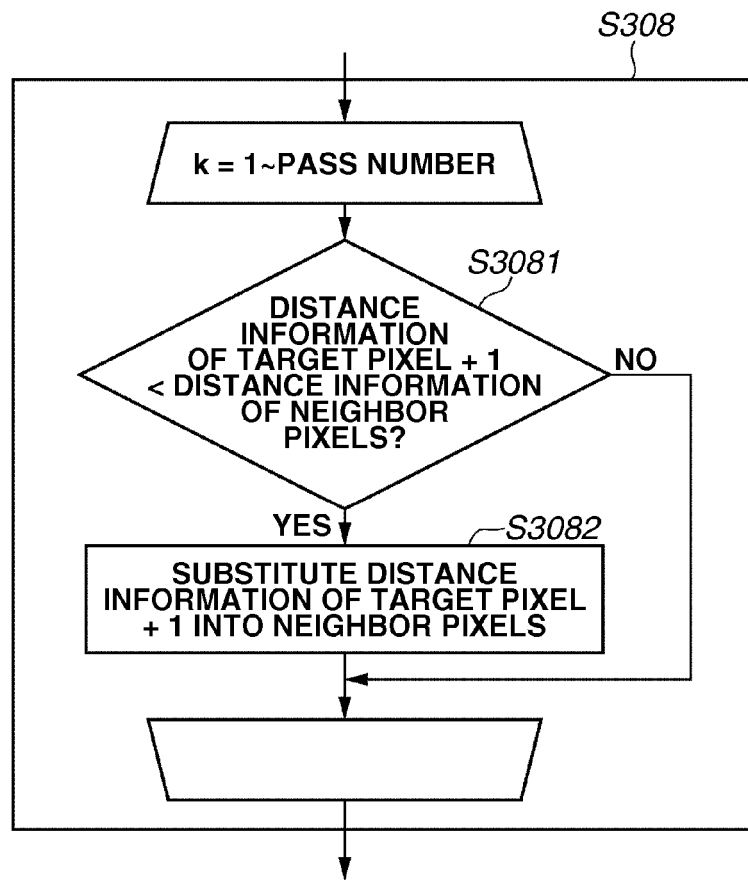 S308
k = 1~PASS NUMBER
S3081
DISTANCE
INFORMATION
OF TARGET PIXEL + 1
< DISTANCE INFORMATION
OF NEIGHBOR
PIXELS?
NO
YES
S3082
SUBSTITUTE DISTANCE
INFORMATION OF TARGET PIXEL
+ 1 INTO NEIGHBOR PIXELS